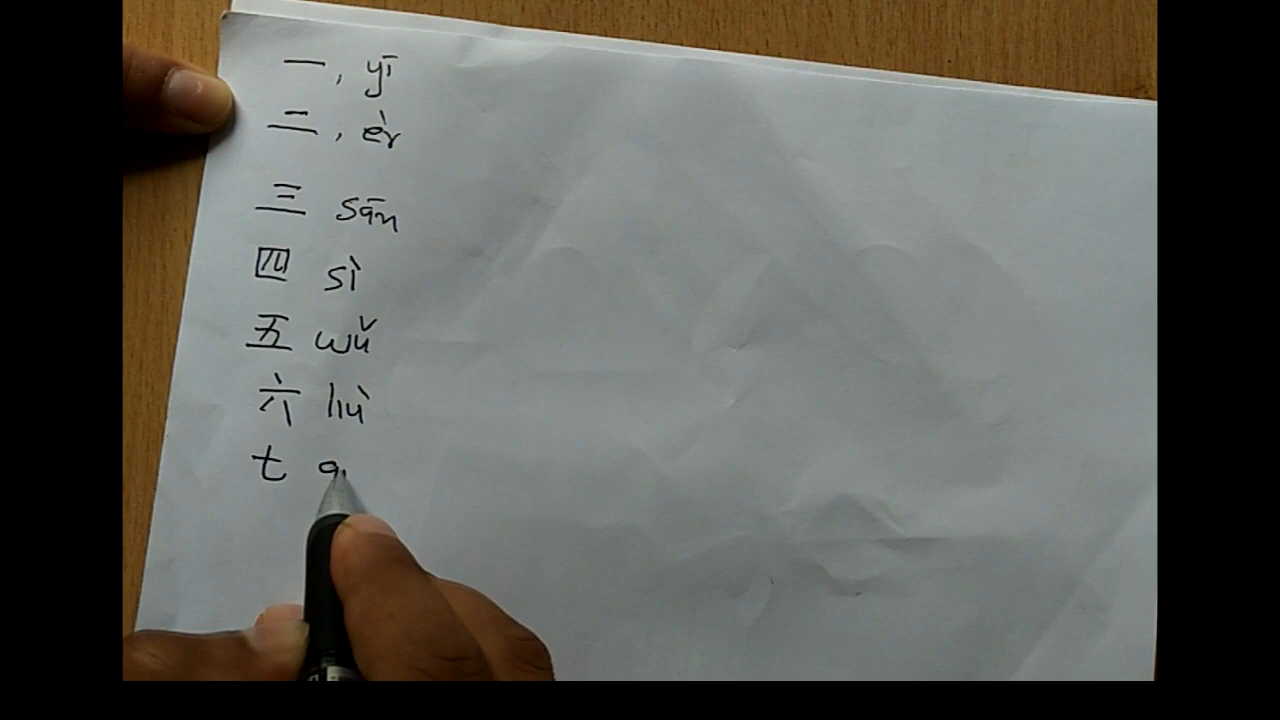 一, yī
二, èr
三 sān
四 sì
五 wǔ
六 liù
七